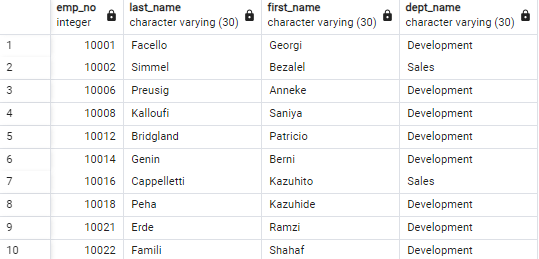 emp_no last_name first_name dept_name
integer character varying (30) character varying (30) character varying (30)
1 10001 Facello Georgi Development
2 10002 Simmel Bezalel Sales
3 10006 Preusig Anneke Development
4 10008 Kalloufi Saniya Development
5 10012 Bridgland Patricio Development
6 10014 Genin Berni Development
7 10016 Cappelletti Kazuhito Sales
8 10018 Peha Kazuhide Development
9 10021 Erde Ramzi Development
10 10022 Famili Shahaf Development